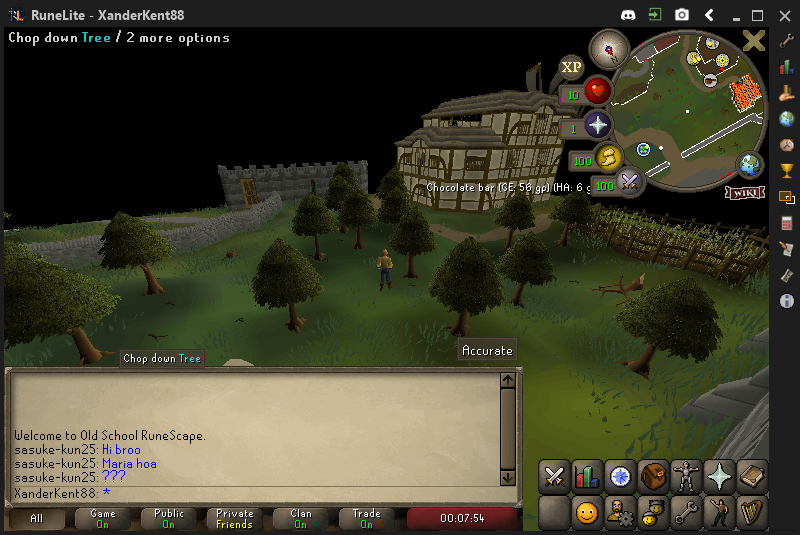 RuneLite - XanderKent88
Chop down Tree / 2 more options
XP
10
1
100
100
WIKI
Chocolate bar (GE: 56 gp) (HA: 6 g
Accurate
Chop down Tree
Welcome to Old School RuneScape.
sasuke-kun25: Hi broo
sasuke-kun25: Maria hoa
sasuke-kun25: ???
XanderKent88: *
All
Game
On
Public
On
Private
Friends
Clan
On
Trade
On
00:07:54